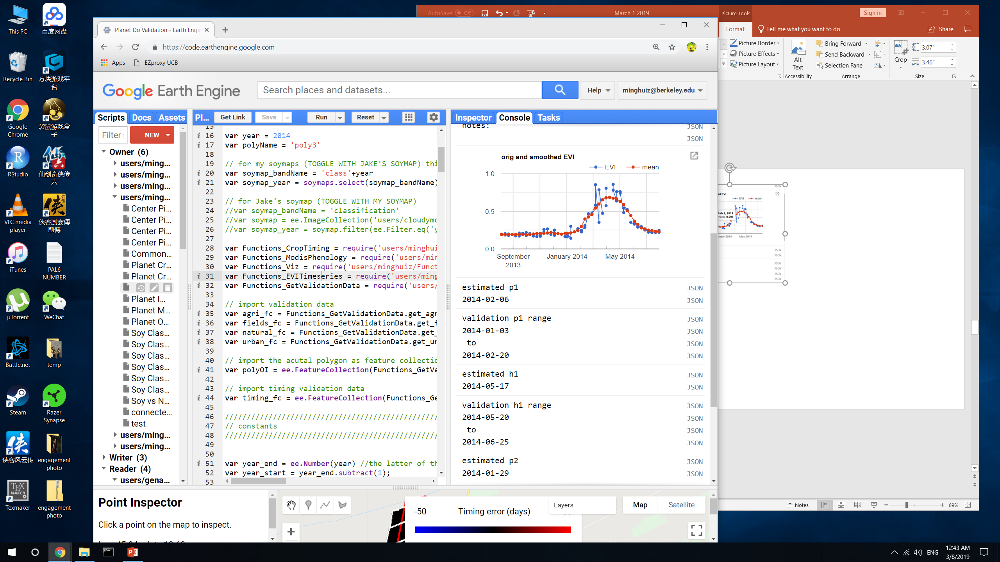 This PC
百度网盘
Recycle Bin
方块游戏平台
Google Chrome
袋鼠游戏盒子
RStudio
仙剑奇侠传六
VLC media player
俠客風雲傳前傳
iTunes
PAL6 NUMBER
µTorrent
WeChat
Battle.net
temp
Steam
Razer Synapse
侠客风云传
engagement photo
Texmaker
engagement photo
AutoSave Off
March 1 2019
Picture Tools
Sign in
Format
Tell me what you want to do
Share
Picture Border
Picture Effects
Picture Layout
Alt Text
Accessibility
Bring Forward
Send Backward
Selection Pane
Arrange
Crop
3.07"
3.46"
Size
Planet Do Validation - Earth Engi
https://code.earthengine.google.com
Apps
EZproxy UCB
Google Earth Engine
Search places and datasets...
Help
minghuiz@berkeley.edu
Scripts Docs Assets
Filter
NEW
Owner (6)
users/ming...
users/ming...
users/ming...
users/ming...
Center Pi...
Center Pi...
Center Pi...
Center Pi...
Common...
Planet Cr...
Planet Cr...
Planet I...
Planet M...
Planet O...
Soy Clas...
Soy Clas...
Soy Clas...
Soy Clas...
Soy Clas...
Soy Clas...
Soy vs N...
connecte...
test
users/ming...
users/ming...
Writer (3)
Reader (4)
users/gena...
Pl... Get Link Save Run Reset
15
16 var year = 2014
17 var polyName = 'poly3'
18
19 // for my soymaps (TOGGLE WITH JAKE'S SOYMAP) thi
20 var soymap_bandName = 'class'+year
21 var soymap_year = soymaps.select(soymap_bandName)
22
23 // for Jake's soymap (TOGGLE WITH MY SOYMAP)
24 //var soymap_bandName = 'classification'
25 //var soymap = ee.ImageCollection('users/cloudymo
26 //var soymap_year = soymap.filter(ee.Filter.eq('y
27
28 var Functions_CropTiming = require('users/minghui
29 var Functions_ModisPhenology = require('users/min
30 var Functions_Viz = require('users/minghuiz/Funct
31 var Functions_EVITimeseries = require('users/ming
32 var Functions_GetValidationData = require('users/
33
34 // import validation data
35 var agri_fc = Functions_GetValidationData.get_agr
36 var fields_fc = Functions_GetValidationData.get_f
37 var natural_fc = Functions_GetValidationData.get_
38 var urban_fc = Functions_GetValidationData.get_ur
39
40 // import the acutal polygon as feature collectio
41 var polyOI = ee.FeatureCollection(Functions_GetVa
42
43 // import timing validation data
44 var timing_fc = ee.FeatureCollection(Functions_Ge
45
46 /////////////////////////////////////////////////
47 // constants
48 /////////////////////////////////////////////////
49
50
51 var year_end = ee.Number(year) //the latter of th
52 var year_start = year_end.subtract(1);
53
Inspector Console Tasks
notes: JSON
JSON
orig and smoothed EVI
EVI mean
1.0
0.5
0.0
September 2013
January 2014
May 2014
estimated p1 JSON
2014-02-06 JSON
validation p1 range JSON
2014-01-03 JSON
to JSON
2014-02-20 JSON
estimated h1 JSON
2014-05-17 JSON
validation h1 range JSON
2014-05-20 JSON
to JSON
2014-06-25 JSON
estimated p2 JSON
2014-01-29 JSON
JSON
ed EVI
EVI mean
Feb 2, 2014
mean: 0.298
nuary 2014 May 2014
JSON
JSON
JSON
JSON
JSON
JSON
Point Inspector
Click a point on the map to inspect.
-50 Timing error (days)
Layers
Map Satellite
Notes
69%
ENG
12:43 AM
3/8/2019